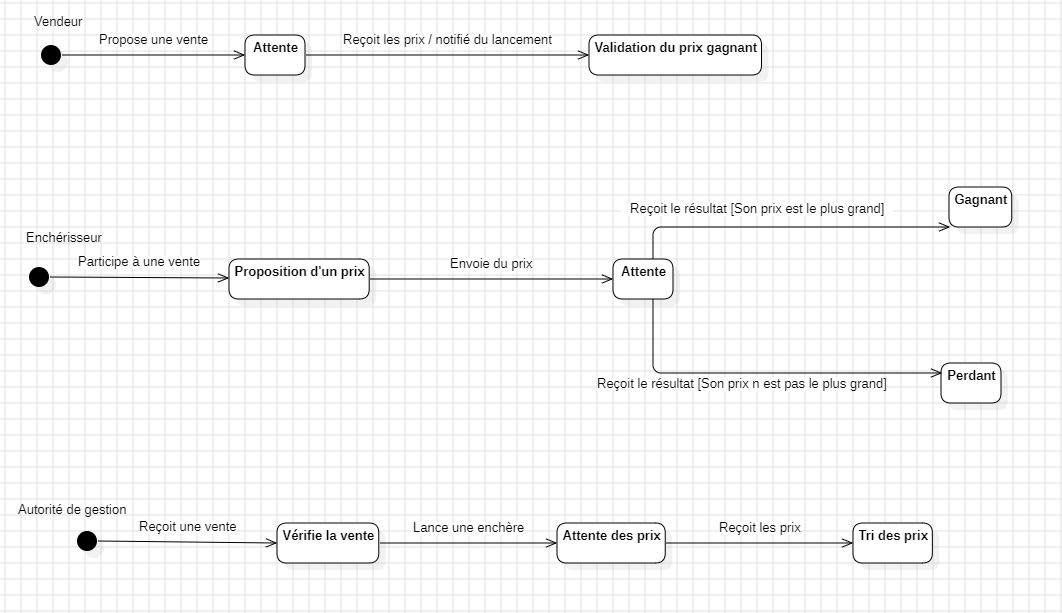 Vendeur
Propose une vente
Attente
Reçoit les prix / notifié du lancement
Validation du prix gagnant
Gagnant
Reçoit le résultat [Son prix est le plus grand]
Enchérisseur
Participe à une vente
Proposition d'un prix
Envoie du prix
Attente
Reçoit le résultat [Son prix n est pas le plus grand]
Perdant
Autorité de gestion
Reçoit une vente
Vérifie la vente
Lance une enchère
Attente des prix
Reçoit les prix
Tri des prix